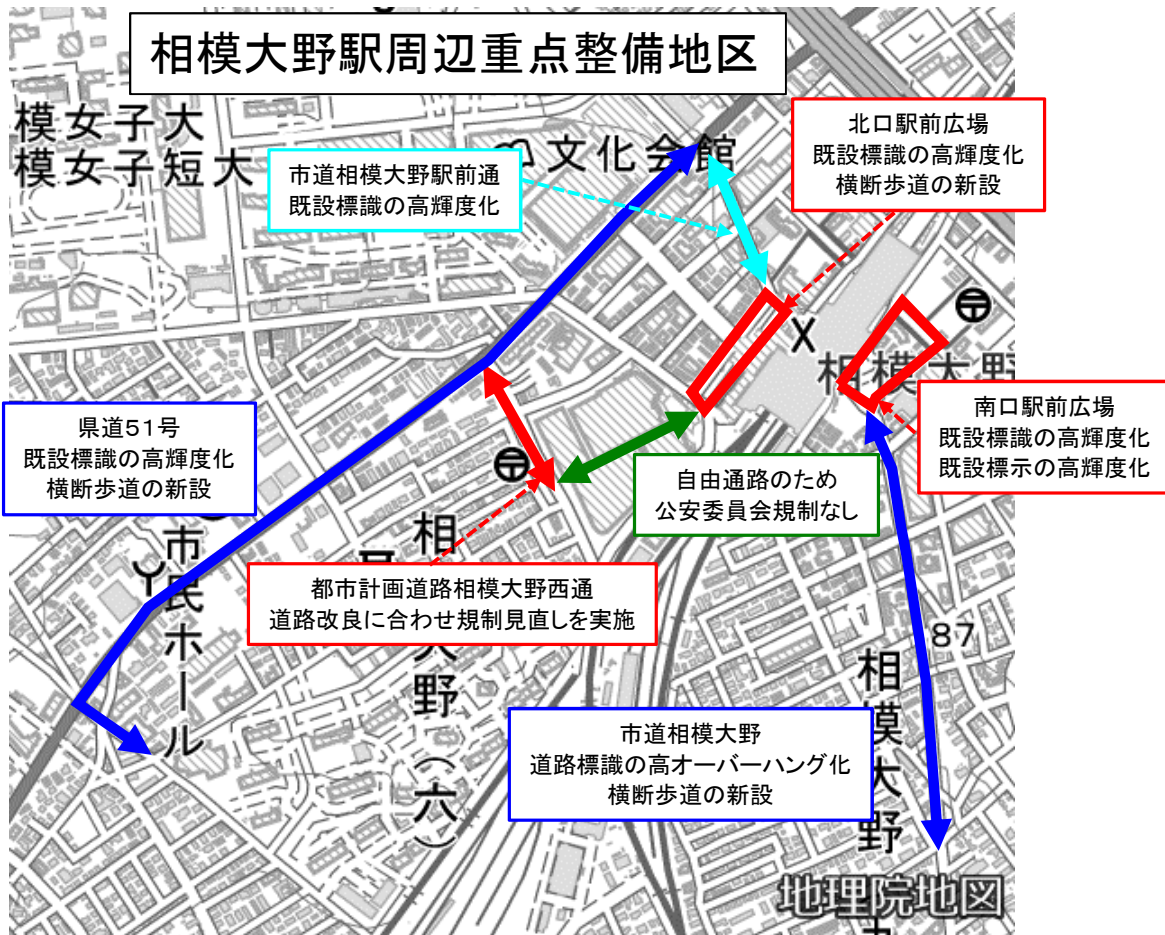 相模大野駅周辺重点整備地区
模女子大
模女子短大
文化会館
北口駅前広場
既設標識の高輝度化
横断歩道の新設
市道相模大野駅前通
既設標識の高輝度化
相模大野
南口駅前広場
既設標識の高輝度化
既設標示の高輝度化
県道51号
既設標識の高輝度化
横断歩道の新設
自由通路のため
公安委員会規制なし
市民ホール
都市計画道路相模大野西通
道路改良に合わせ規制見直しを実施
相 大野(六)
87
市道相模大野
道路標識の高オーバーハング化
横断歩道の新設
相模大野
地理院地図